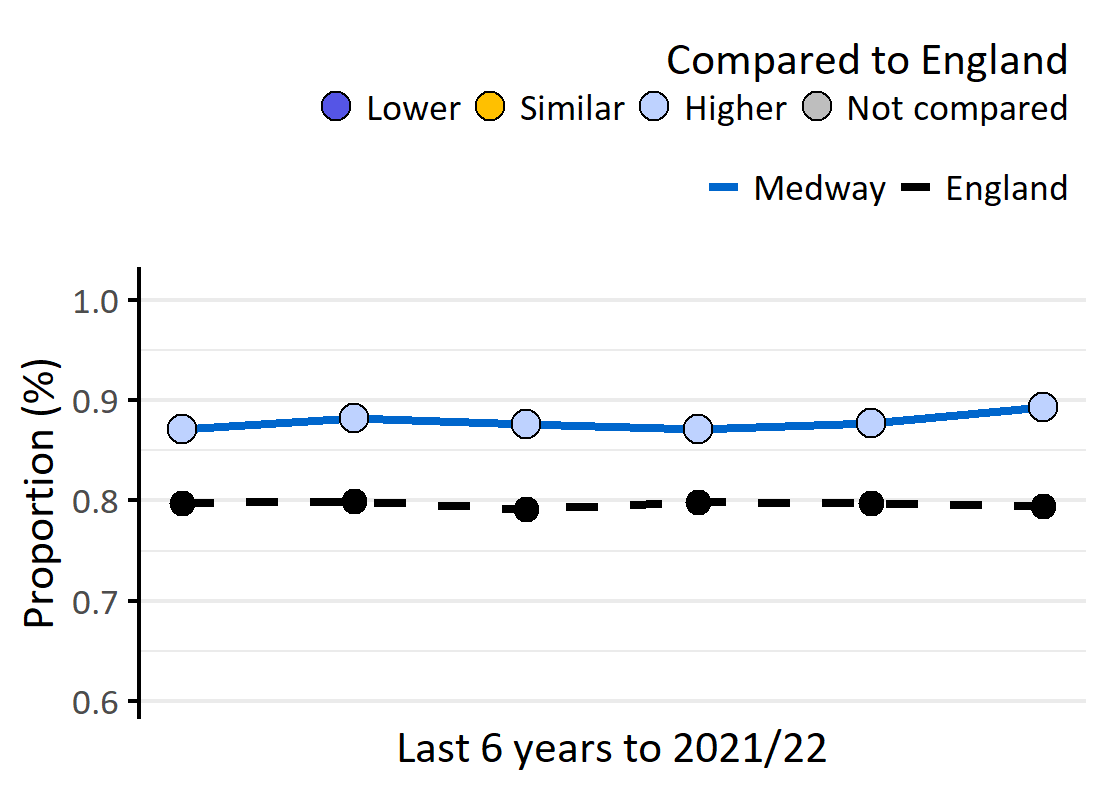 Compared to England
Lower Similar Higher Not compared
Medway England
Proportion (%)
1.0
0.9
0.8
0.7
0.6
Last 6 years to 2021/22